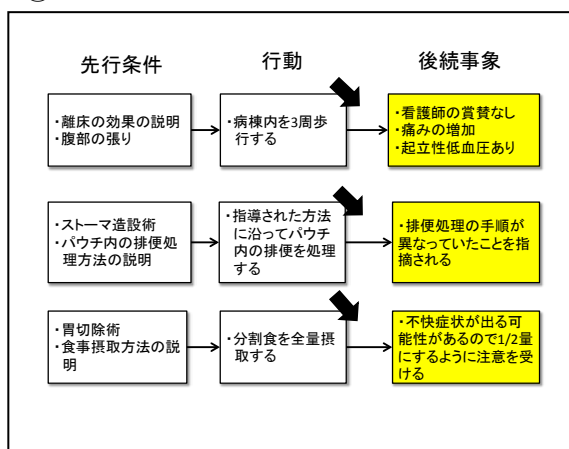 先行条件
行動
後続事象
・離床の効果の説明
・腹部の張り
・病棟内を3周歩
行する
・看護師の賞賛なし
・痛みの増加
・起立性低血圧あり
・ストーマ造設術
・パウチ内の排便処
理方法の説明
・指導された方法
に沿ってパウチ
内の排便を処理
する
・排便処理の手順が
異なっていたことを指
摘される
・胃切除術
・食事摂取方法の説
明
・分割食を全量摂
取する
・不快症状が出る可
能性があるので1/2量
にするように注意を受
ける